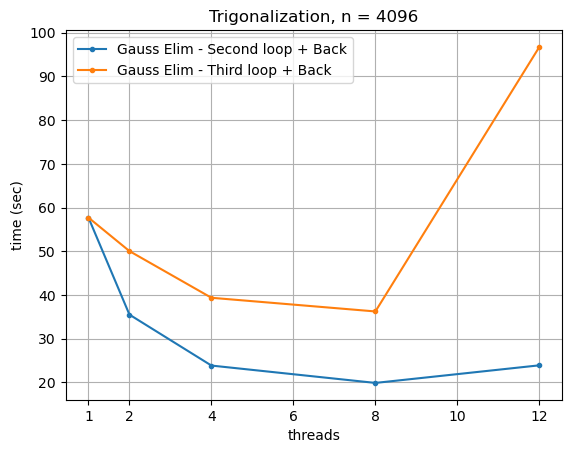 Trigonalization, n = 4096
Gauss Elim - Second loop + Back
Gauss Elim - Third loop + Back
time (sec)
100
90
80
70
60
50
40
30
20
1 2 4 6 8 10 12
threads